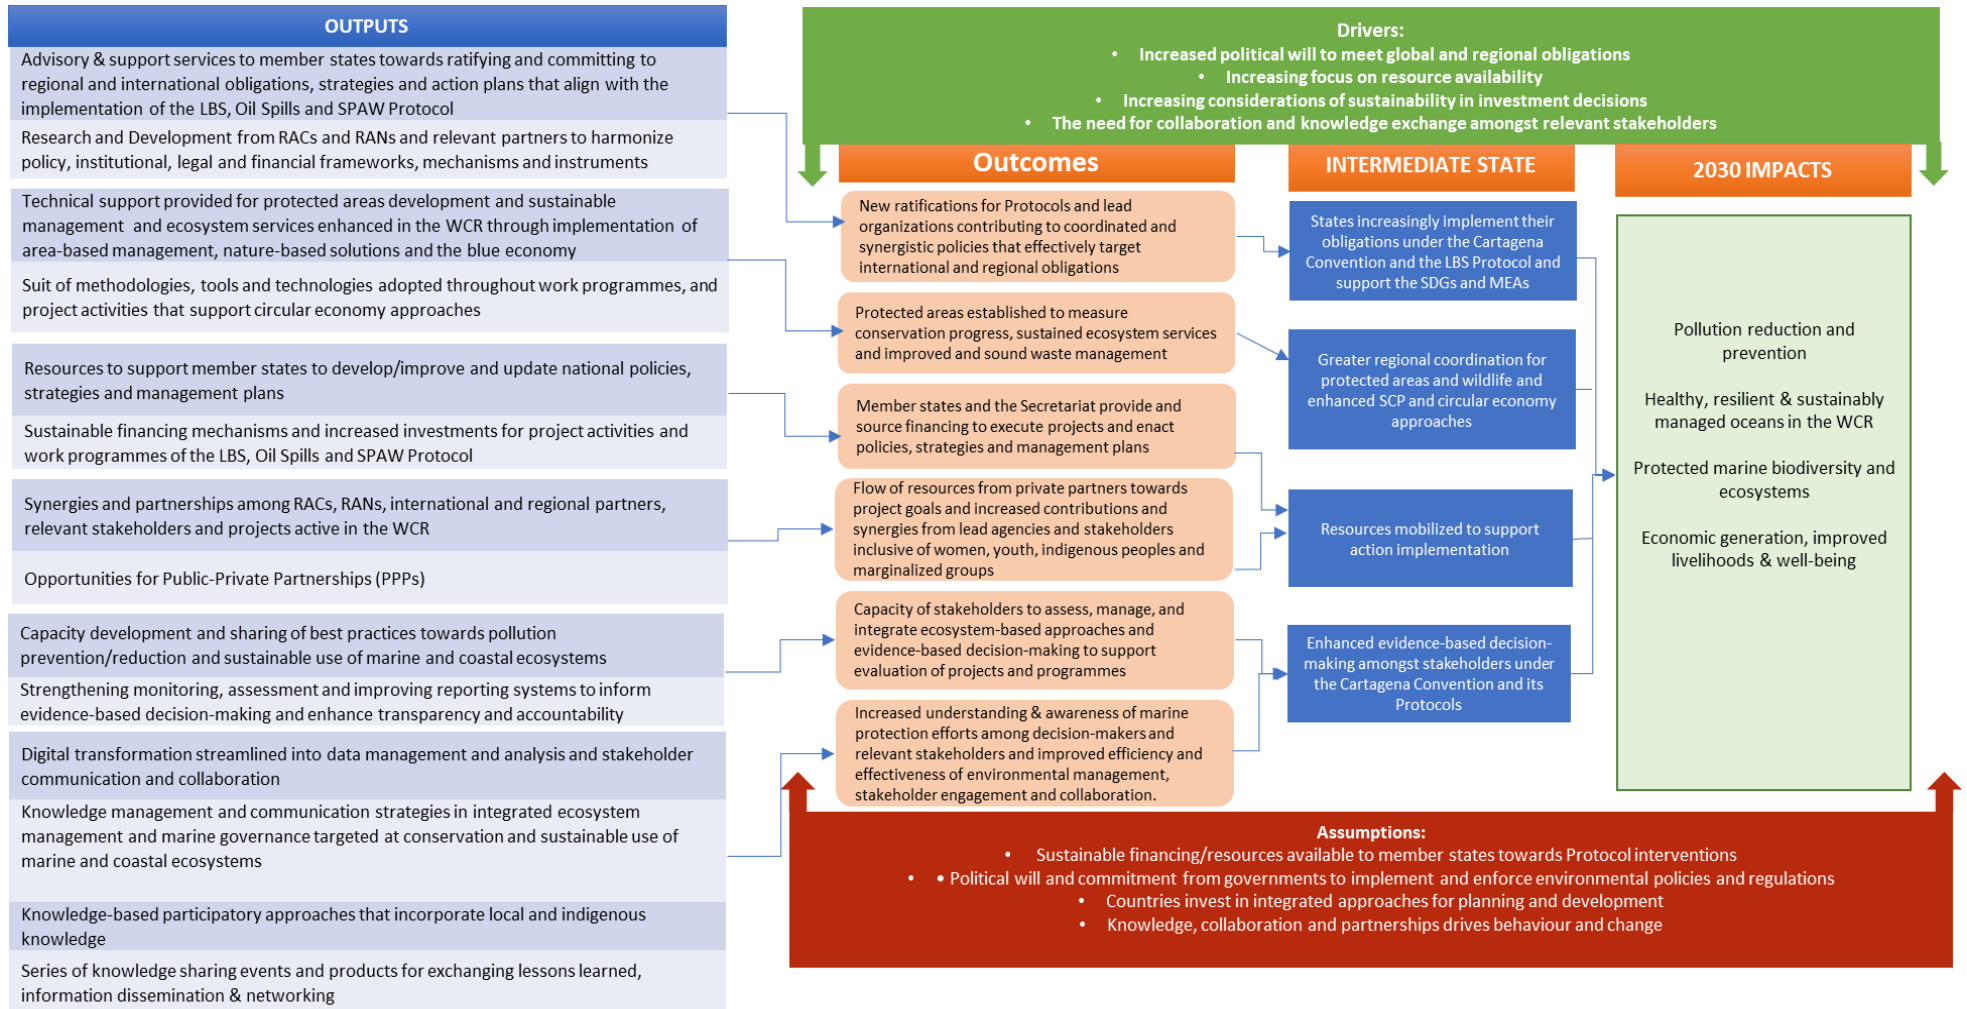 OUTPUTS
Advisory & support services to member states towards ratifying and committing to
regional and international obligations, strategies and action plans that align with the
implementation of the LBS, Oil Spills and SPAW Protocol
Research and Development from RACs and RANs and relevant partners to harmonize
policy, institutional, legal and financial frameworks, mechanisms and instruments
Technical support provided for protected areas development and sustainable
management and ecosystem services enhanced in the WCR through implementation of
area-based management, nature-based solutions and the blue economy
Suit of methodologies, tools and technologies adopted throughout work programmes, and
project activities that support circular economy approaches
Resources to support member states to develop/improve and update national policies,
strategies and management plans
Sustainable financing mechanisms and increased investments for project activities and
work programmes of the LBS, Oil Spills and SPAW Protocol
Synergies and partnerships among RACs, RANs, international and regional partners,
relevant stakeholders and projects active in the WCR
Opportunities for Public-Private Partnerships (PPPs)
Capacity development and sharing of best practices towards pollution
prevention/reduction and sustainable use of marine and coastal ecosystems
Strengthening monitoring, assessment and improving reporting systems to inform
evidence-based decision-making and enhance transparency and accountability
Digital transformation streamlined into data management and analysis and stakeholder
communication and collaboration
Knowledge management and communication strategies in integrated ecosystem
management and marine governance targeted at conservation and sustainable use of
marine and coastal ecosystems
Knowledge-based participatory approaches that incorporate local and indigenous
knowledge
Series of knowledge sharing events and products for exchanging lessons learned,
information dissemination & networking
Drivers:
• Increased political will to meet global and regional obligations
• Increasing focus on resource availability
• Increasing considerations of sustainability in investment decisions
• The need for collaboration and knowledge exchange amongst relevant stakeholders
Outcomes
New ratifications for Protocols and lead
organizations contributing to coordinated and
synergistic policies that effectively target
international and regional obligations
Protected areas established to measure
conservation progress, sustained ecosystem services
and improved and sound waste management
Member states and the Secretariat provide and
source financing to execute projects and enact
policies, strategies and management plans
Flow of resources from private partners towards
project goals and increased contributions and
synergies from lead agencies and stakeholders
inclusive of women, youth, indigenous peoples and
marginalized groups
Capacity of stakeholders to assess, manage, and
integrate ecosystem-based approaches and
evidence-based decision-making to support
evaluation of projects and programmes
Increased understanding & awareness of marine
protection efforts among decision-makers and
relevant stakeholders and improved efficiency and
effectiveness of environmental management,
stakeholder engagement and collaboration.
INTERMEDIATE STATE
States increasingly implement their
obligations under the Cartagena
Convention and the LBS Protocol and
support the SDGs and MEAs
Greater regional coordination for
protected areas and wildlife and
enhanced SCP and circular economy
approaches
Resources mobilized to support
action implementation
Enhanced evidence-based decision-
making amongst stakeholders under
the Cartagena Convention and its
Protocols
2030 IMPACTS
Pollution reduction and
prevention
Healthy, resilient & sustainably
managed oceans in the WCR
Protected marine biodiversity and
ecosystems
Economic generation, improved
livelihoods & well-being
Assumptions:
• Sustainable financing/resources available to member states towards Protocol interventions
• • Political will and commitment from governments to implement and enforce environmental policies and regulations
• Countries invest in integrated approaches for planning and development
• Knowledge, collaboration and partnerships drives behaviour and change